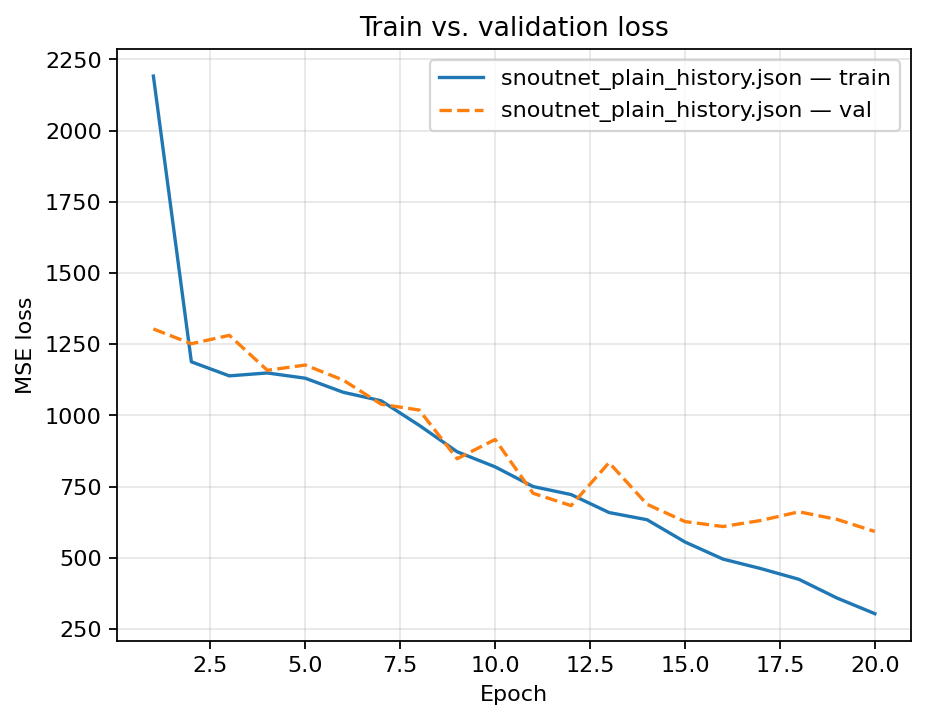 Train vs. validation loss
snoutnet_plain_history.json — train
snoutnet_plain_history.json — val
MSE loss
2250
2000
1750
1500
1250
1000
750
500
250
2.5 5.0 7.5 10.0 12.5 15.0 17.5 20.0
Epoch